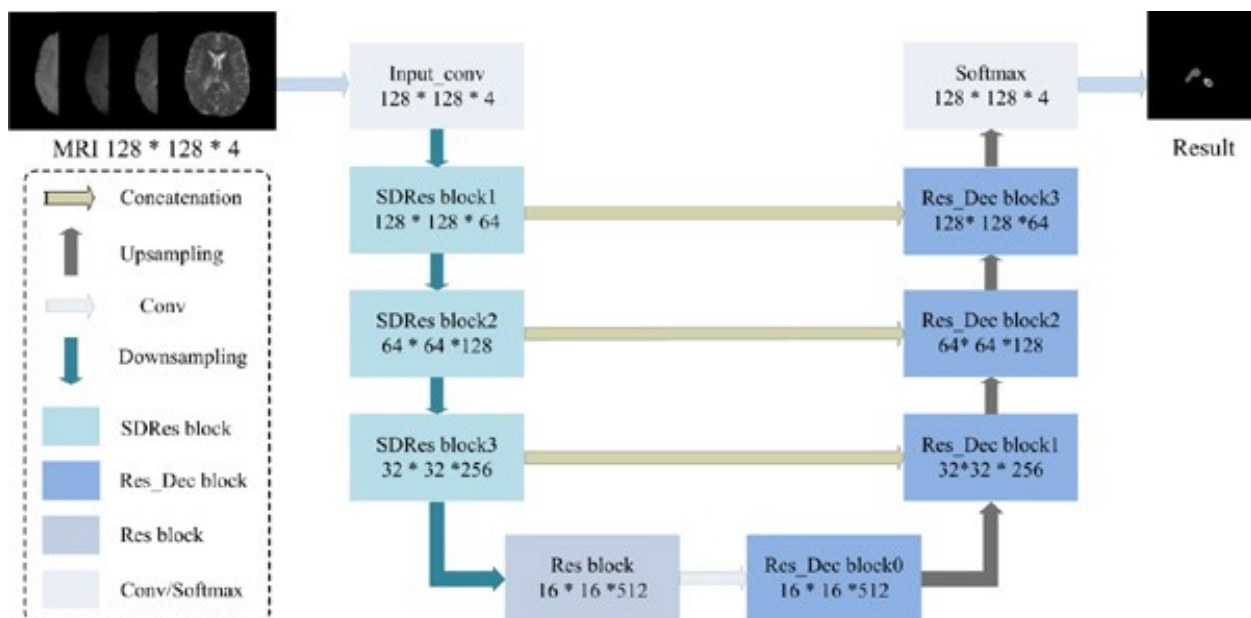 MRI 128 * 128 * 4
Concatenation
Upsampling
Conv
Downsampling
SDRes block
Res_Dec block
Res block
Conv/Softmax
Input_conv
128 * 128 * 4
SDRes block1
128 * 128 * 64
SDRes block2
64 * 64 *128
SDRes block3
32 * 32 *256
Res block
16 * 16 *512
Res_Dec block0
16 * 16 *512
Res_Dec block1
32*32 * 256
Res_Dec block2
64* 64 *128
Res_Dec block3
128* 128 *64
Softmax
128 * 128 * 4
Result